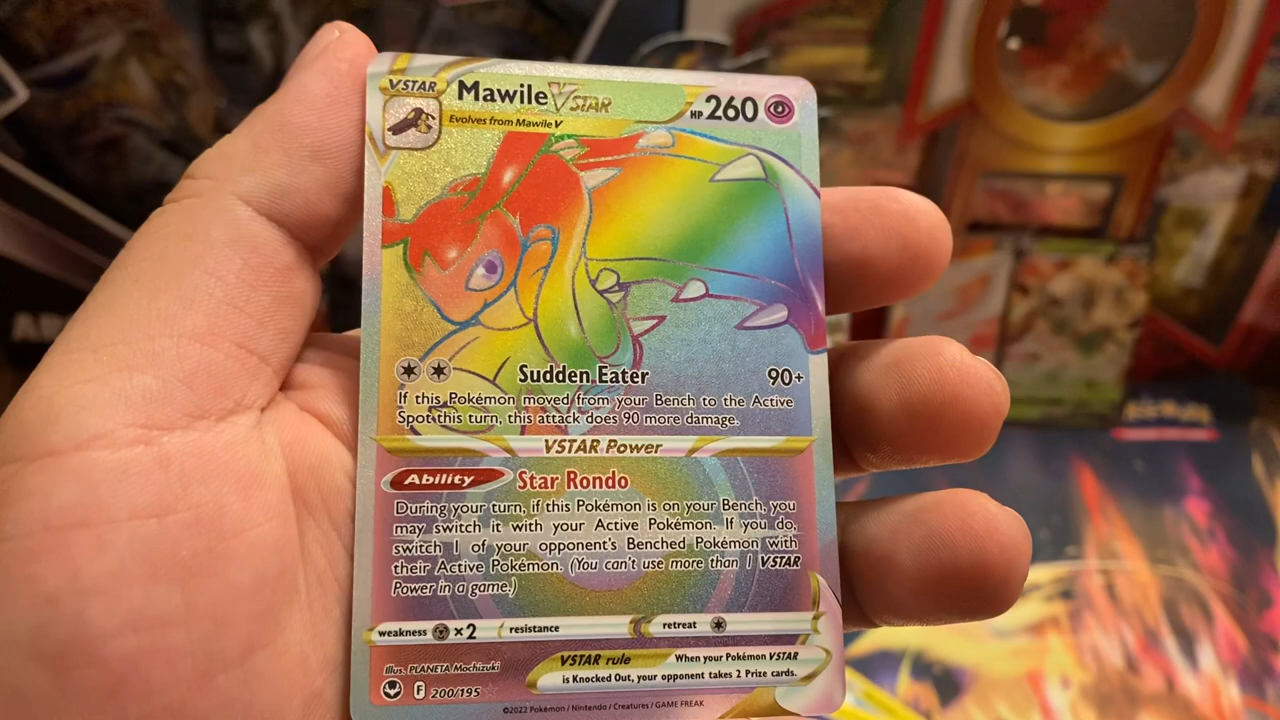 VSTAR Mawile VSTAR HP 260
Evolves from Mawile V
Sudden Eater 90+
If this Pokémon moved from your Bench to the Active
Spot this turn, this attack does 90 more damage.
VSTAR Power
Ability Star Rondo
During your turn, if this Pokémon is on your Bench, you
may switch it with your Active Pokémon. If you do,
switch 1 of your opponent's Benched Pokémon with
their Active Pokémon. (You can't use more than 1 VSTAR
Power in a game.)
weakness ×2 resistance retreat
Illus. PLANETA Mochizuki
VSTAR rule When your Pokémon VSTAR
is Knocked Out, your opponent takes 2 Prize cards.
F 200/195
©2022 Pokémon / Nintendo / Creatures / GAME FREAK